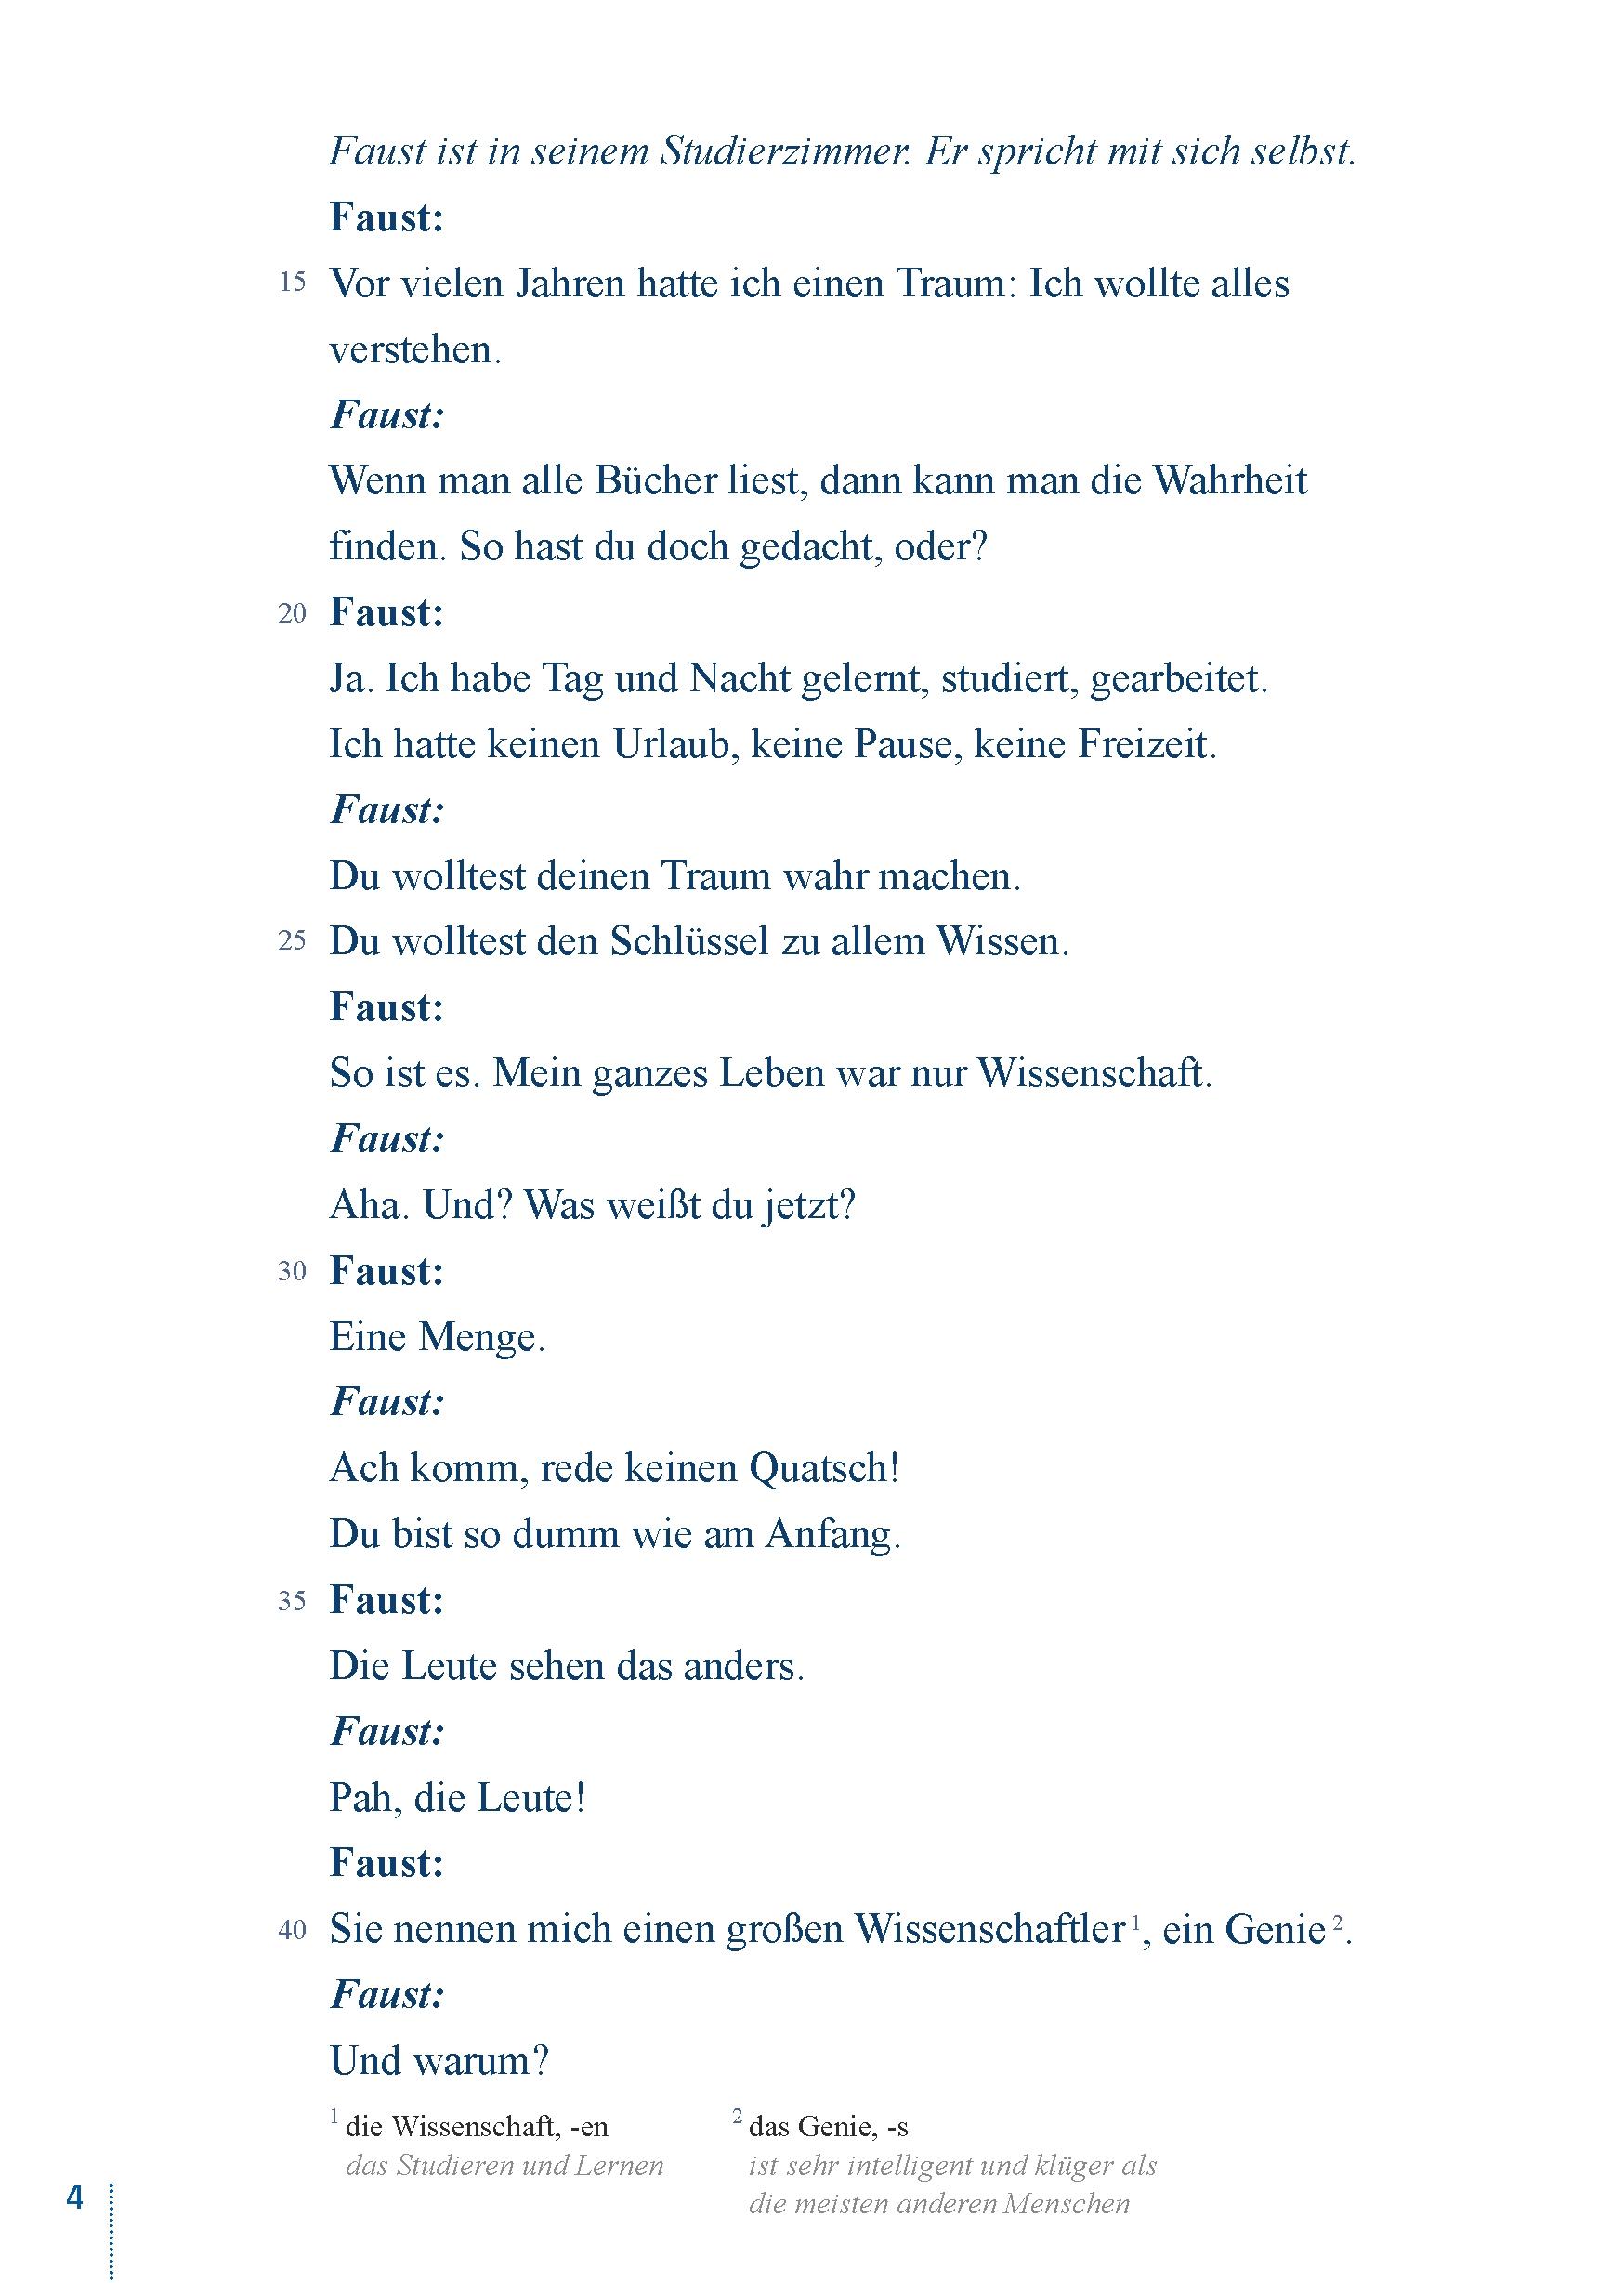 Faust ist in seinem Studierzimmer. Er spricht mit sich selbst.
Faust:
15 Vor vielen Jahren hatte ich einen Traum: Ich wollte alles
verstehen.
Faust:
Wenn man alle Bücher liest, dann kann man die Wahrheit
finden. So hast du doch gedacht, oder?
20 Faust:
Ja. Ich habe Tag und Nacht gelernt, studiert, gearbeitet.
Ich hatte keinen Urlaub, keine Pause, keine Freizeit.
Faust:
Du wolltest deinen Traum wahr machen.
25 Du wolltest den Schlüssel zu allem Wissen.
Faust:
So ist es. Mein ganzes Leben war nur Wissenschaft.
Faust:
Aha. Und? Was weißt du jetzt?
30 Faust:
Eine Menge.
Faust:
Ach komm, rede keinen Quatsch!
Du bist so dumm wie am Anfang.
35 Faust:
Die Leute sehen das anders.
Faust:
Pah, die Leute!
Faust:
40 Sie nennen mich einen großen Wissenschaftler¹, ein Genie².
Faust:
Und warum?
¹ die Wissenschaft, -en
das Studieren und Lernen
² das Genie, -s
ist sehr intelligent und klüger als
die meisten anderen Menschen
4